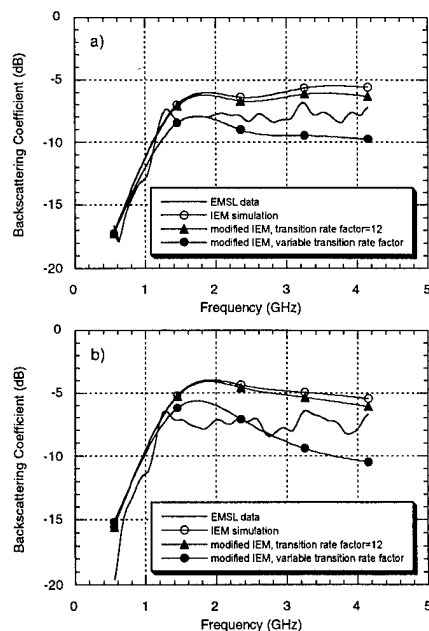 a)
Backscattering Coefficient (dB)
0
-5
-10
-15
-20
EMSL data
IEM simulation
modified IEM, transition rate factor=12
modified IEM, variable transition rate factor
0 1 2 3 4 5
Frequency (GHz)
b)
Backscattering Coefficient (dB)
0
-5
-10
-15
-20
EMSL data
IEM simulation
modified IEM, transition rate factor=12
modified IEM, variable transition rate factor
0 1 2 3 4 5
Frequency (GHz)